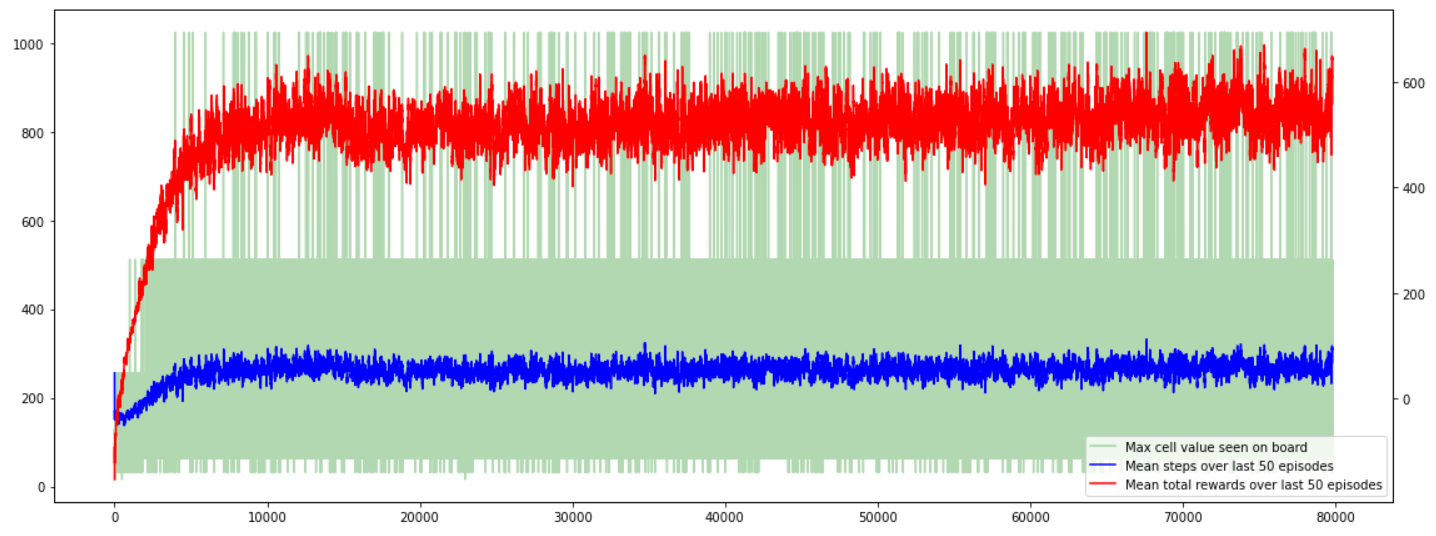 1000
800
600
400
200
0
600
400
200
0
Max cell value seen on board
Mean steps over last 50 episodes
Mean total rewards over last 50 episodes
0 10000 20000 30000 40000 50000 60000 70000 80000